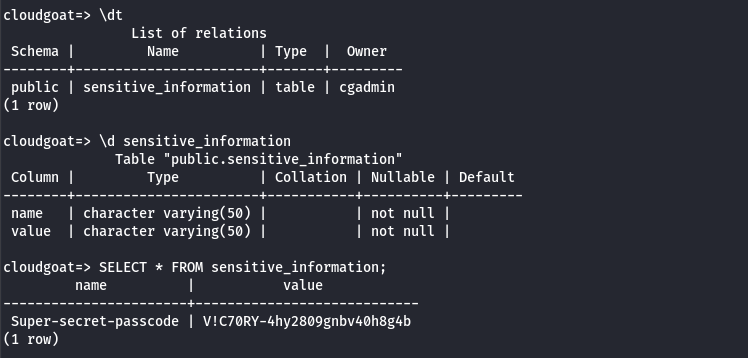 cloudgoat=> \dt
               List of relations
 Schema |         Name          | Type  |  Owner
--------+-----------------------+-------+---------
 public | sensitive_information | table | cgadmin
(1 row)

cloudgoat=> \d sensitive_information
             Table "public.sensitive_information"
 Column |         Type          | Collation | Nullable | Default
--------+-----------------------+-----------+----------+---------
 name   | character varying(50) |           | not null |
 value  | character varying(50) |           | not null |

cloudgoat=> SELECT * FROM sensitive_information;
        name         |          value
---------------------+--------------------------
 Super-secret-passcode | V!C70RY-4hy2809gnbv40h8g4b
(1 row)